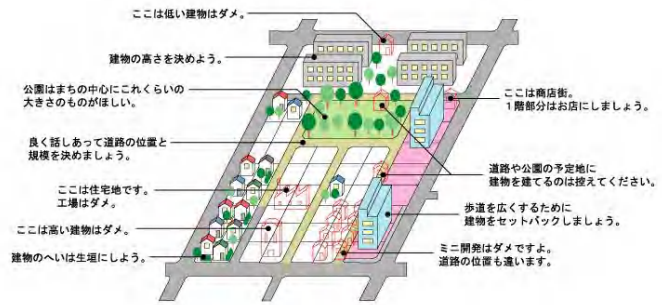 ここは低い建物はダメ。
建物の高さを決めよう。
公園はまちの中心にこれくらいの
大きさのものがほしい。
良く話しあって道路の位置と
規模を決めましょう。
ここは住宅地です。
工場はダメ。
ここは高い建物はダメ。
建物のへいは生垣にしよう。
ここは商店街。
1階部分はお店にしましょう。
道路や公園の予定地に
建物を建てるのは控えてください。
歩道を広くするために
建物をセットバックしましょう。
ミニ開発はダメですよ。
道路の位置も違います。